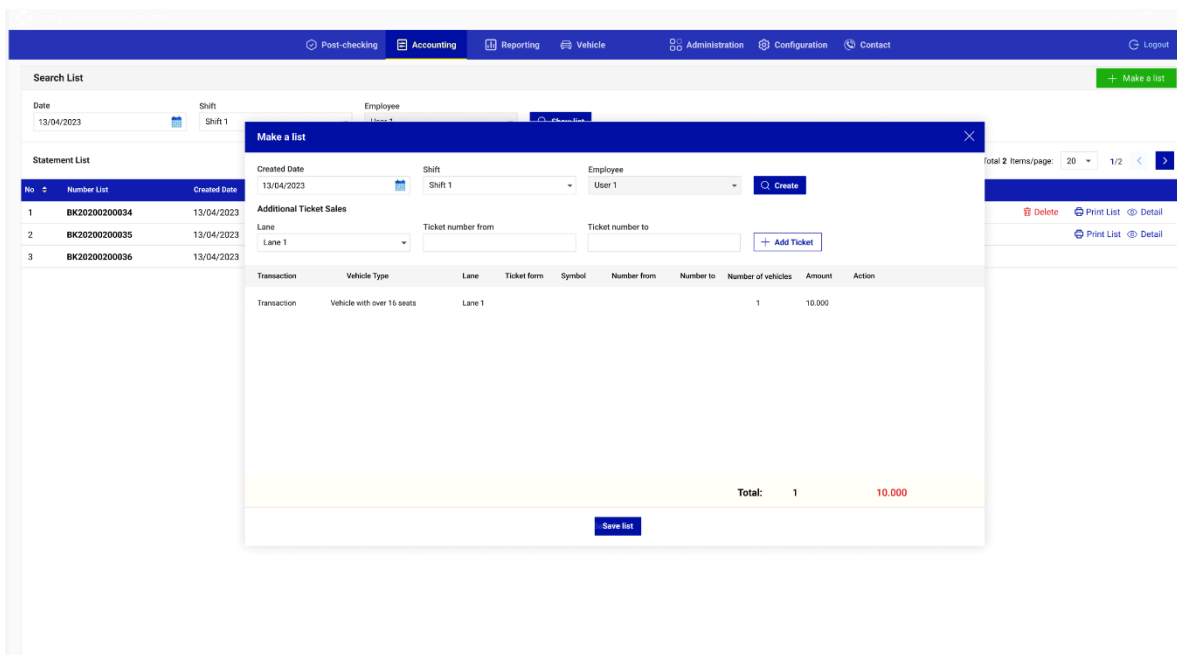 Post-checking Accounting Reporting Vehicle Administration Configuration Contact Logout
Search List + Make a list
Date Shift Employee
13/04/2023 Shift 1 User 1 Show list
Make a list
Statement List Total 2 Items/page: 20 1/2
Created Date Shift Employee
13/04/2023 Shift 1 User 1 Create
No Number List Created Date
Additional Ticket Sales
1 BK20200200034 13/04/2023 Delete Print List Detail
Lane Ticket number from Ticket number to
2 BK20200200035 13/04/2023 Print List Detail
Lane 1 + Add Ticket
3 BK20200200036 13/04/2023
Transaction Vehicle Type Lane Ticket form Symbol Number from Number to Number of vehicles Amount Action
Transaction Vehicle with over 16 seats Lane 1 1 10.000
Total: 1 10.000
Save list